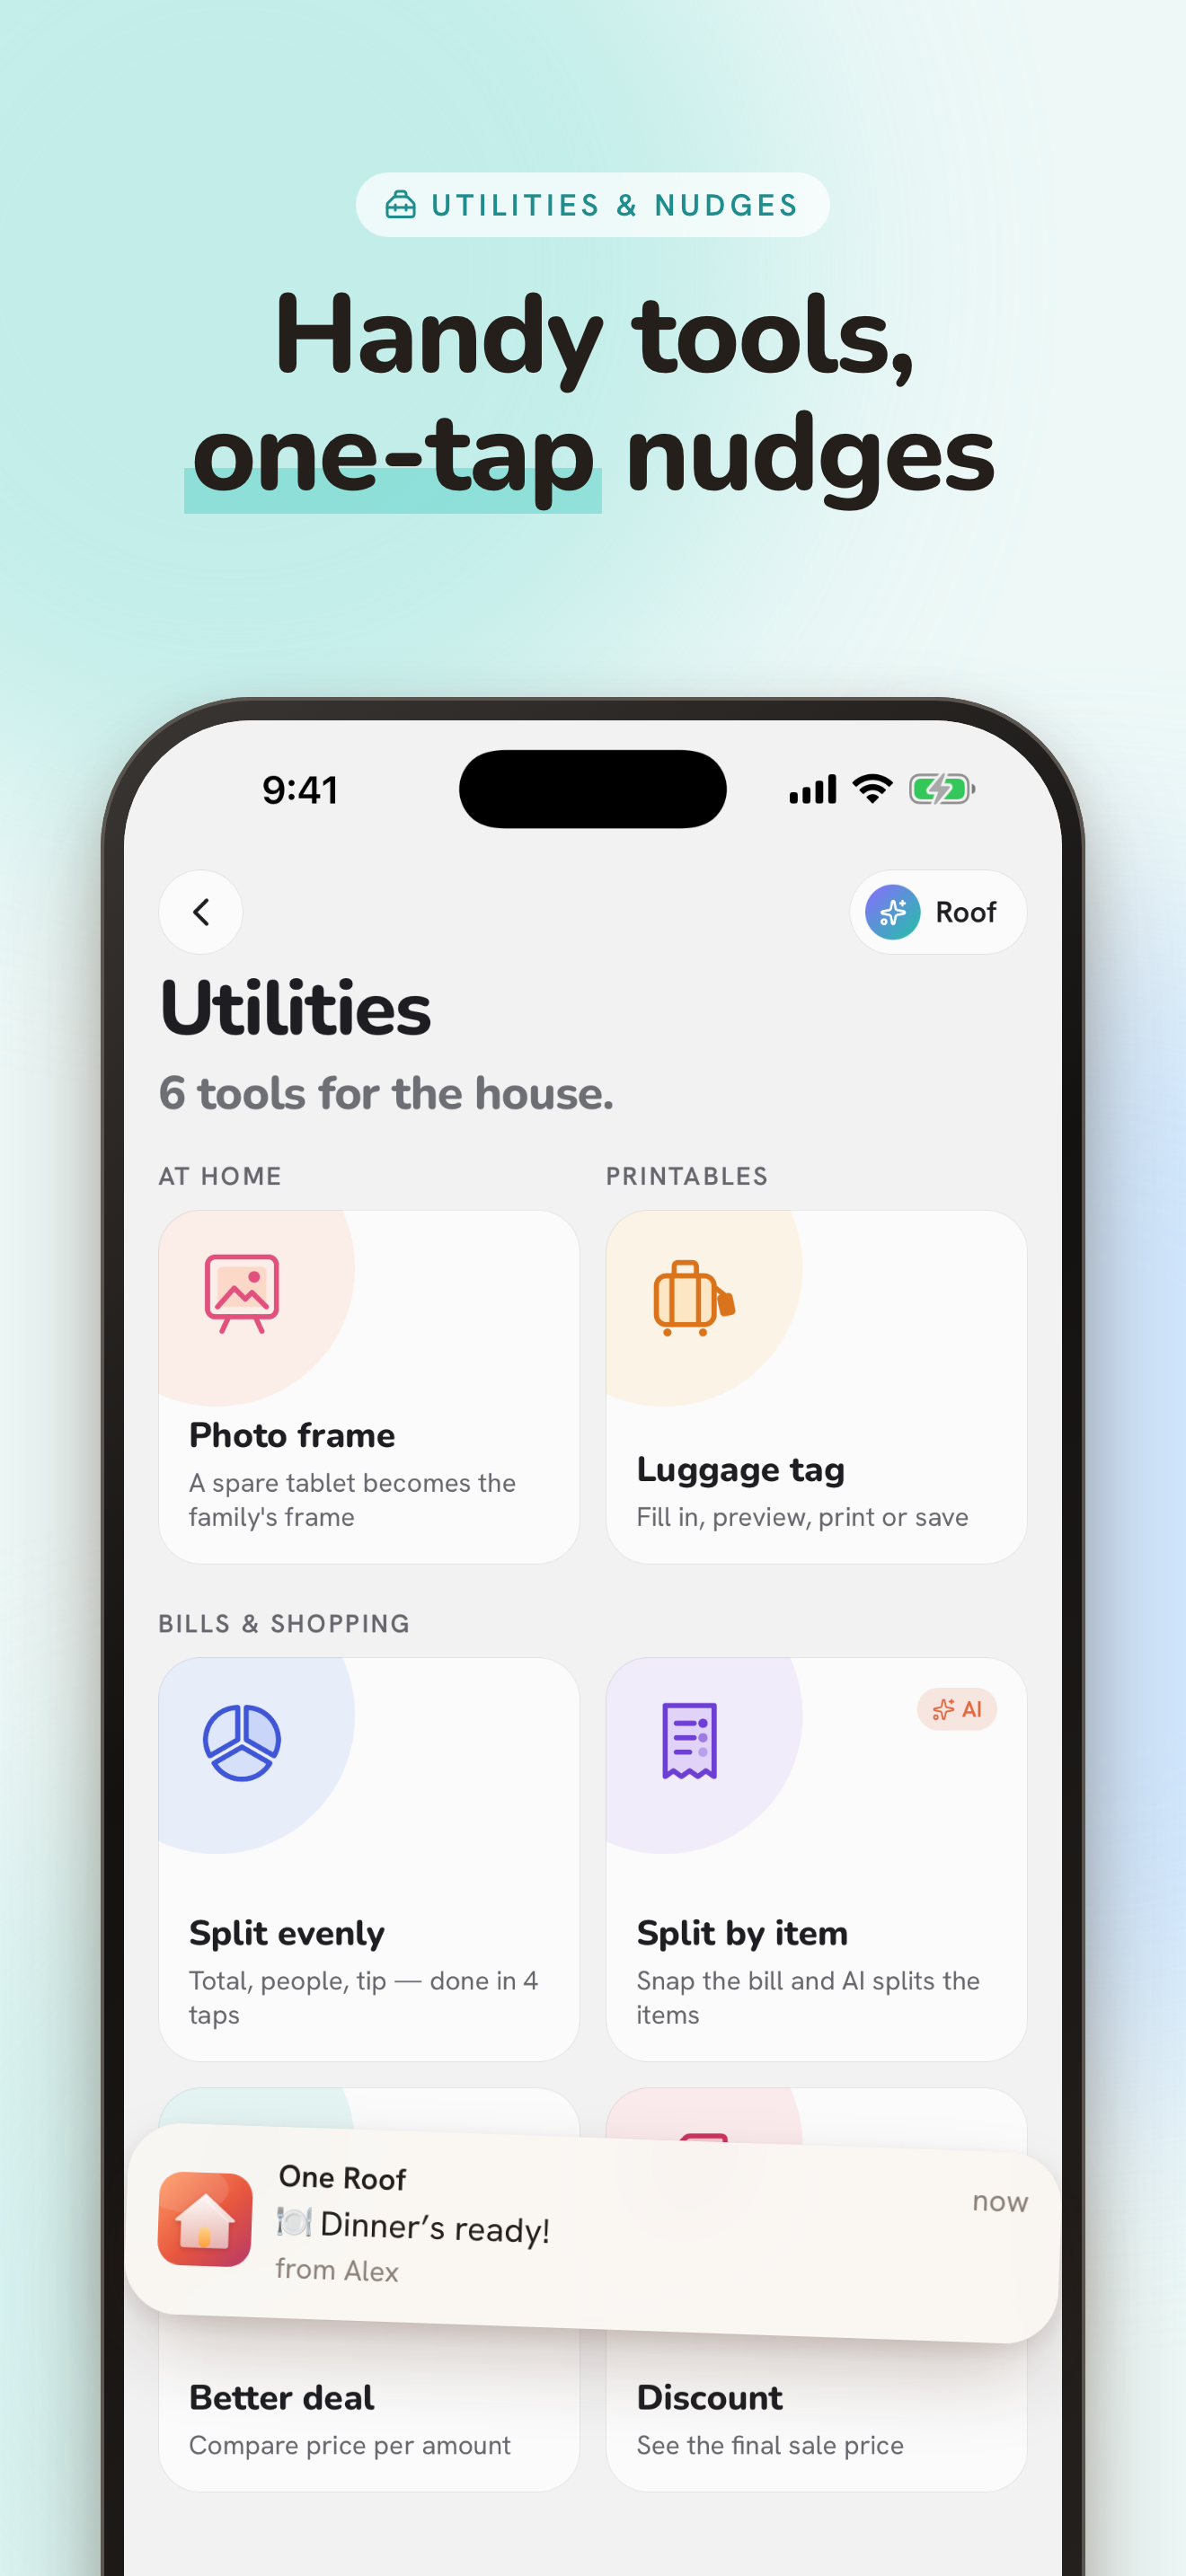 UTILITIES & NUDGES
Handy tools,
one-tap nudges
9:41
Roof
Utilities
6 tools for the house.
AT HOME
PRINTABLES
Photo frame
A spare tablet becomes the
family's frame
Luggage tag
Fill in, preview, print or save
BILLS & SHOPPING
Split evenly
Total, people, tip — done in 4
taps
AI
Split by item
Snap the bill and AI splits the
items
One Roof
now
🍽️ Dinner’s ready!
from Alex
Better deal
Compare price per amount
Discount
See the final sale price